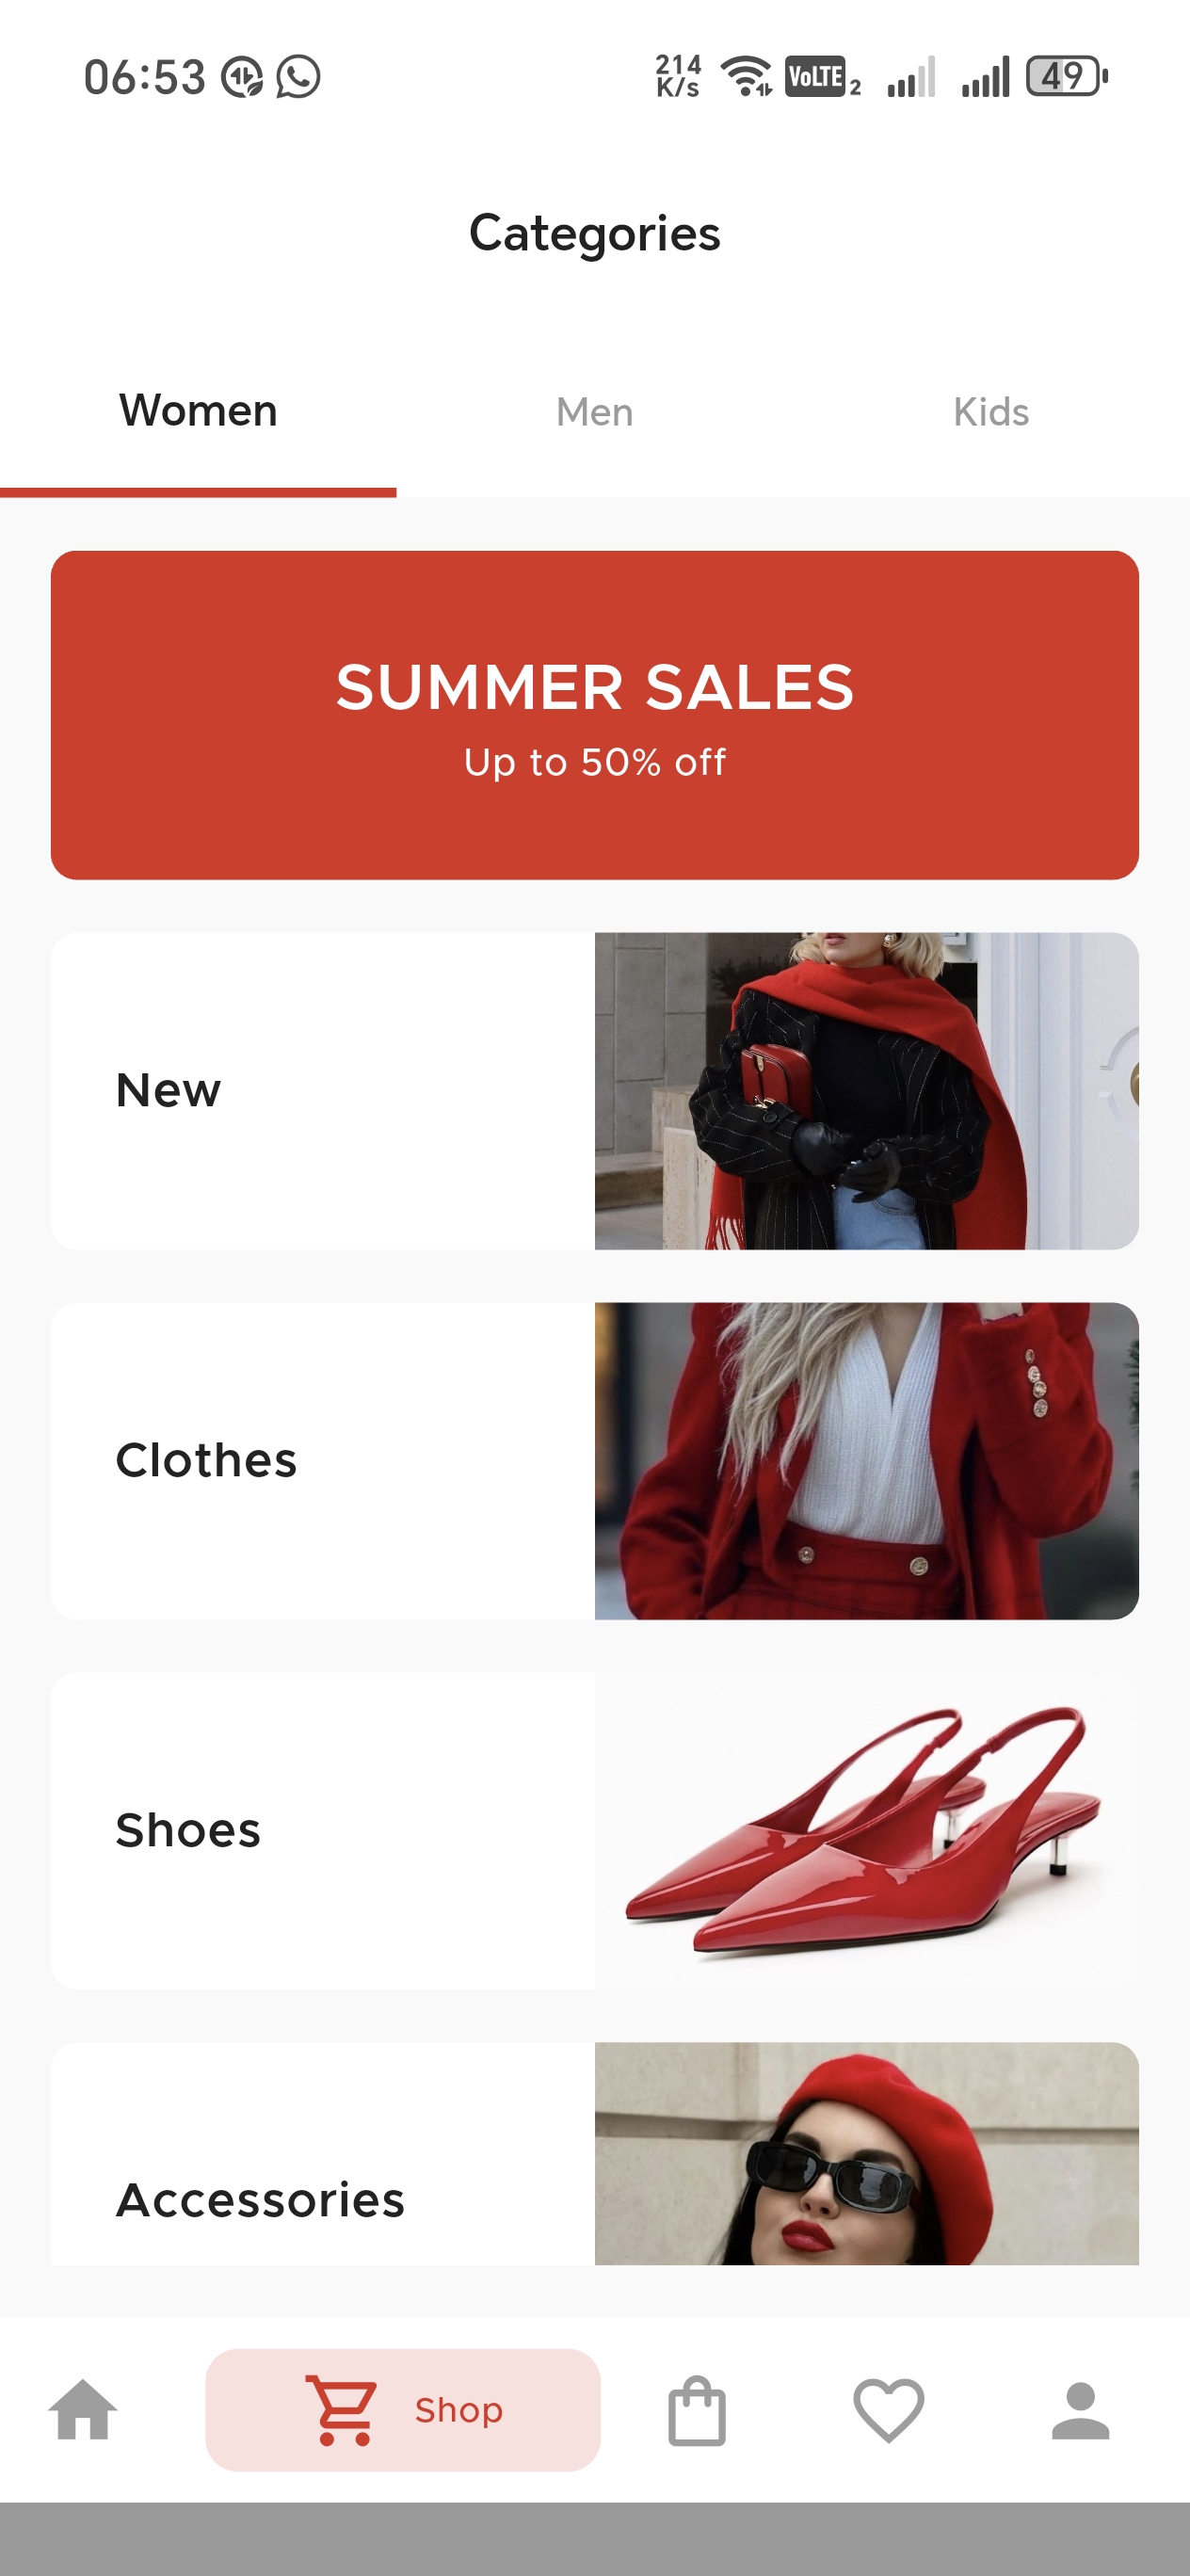 06:53 214 K/s VoLTE 2 49
Categories
Women Men Kids
SUMMER SALES
Up to 50% off
New
Clothes
Shoes
Accessories
Shop